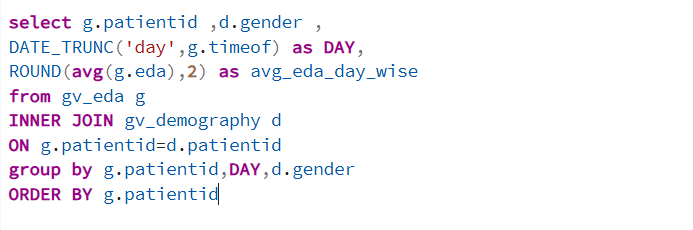 select g.patientid ,d.gender ,
DATE_TRUNC('day',g.timeof) as DAY,
ROUND(avg(g.eda),2) as avg_eda_day_wise
from gv_eda g
INNER JOIN gv_demography d
ON g.patientid=d.patientid
group by g.patientid,DAY,d.gender
ORDER BY g.patientid